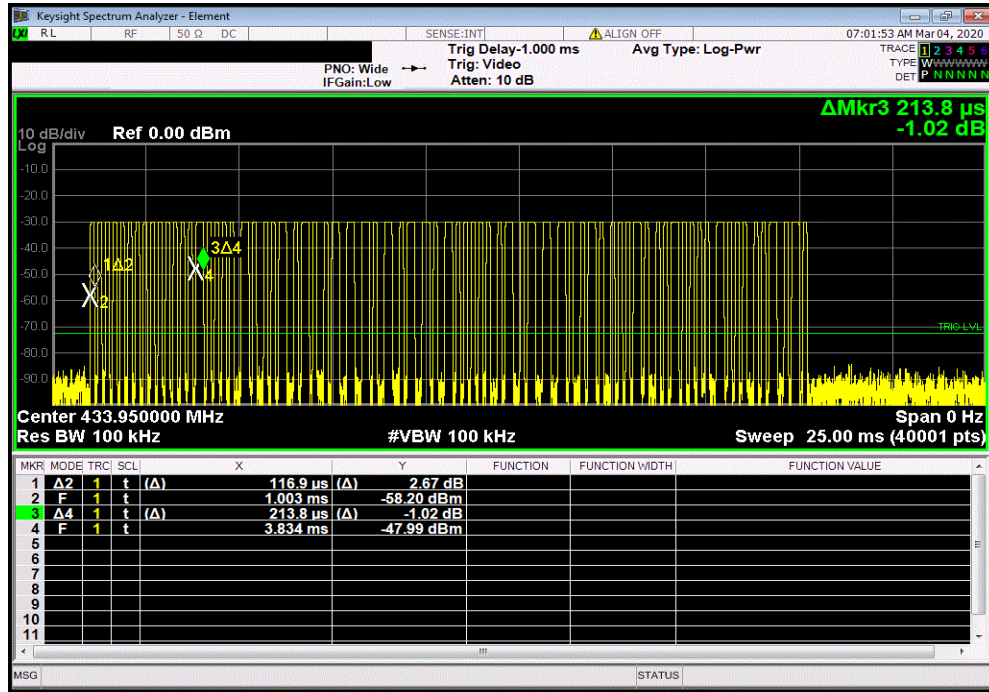 Keysight Spectrum Analyzer - Element
LXI RL RF 50 Ω DC SENSE:INT ALIGN OFF 07:01:53 AM Mar 04, 2020
PNO: Wide
IFGain:Low
Trig Delay-1.000 ms
Trig: Video
Atten: 10 dB
Avg Type: Log-Pwr
TRACE 1 2 3 4 5 6
TYPE WWWWWW
DET P N N N N N
ΔMkr3 213.8 µs
-1.02 dB
10 dB/div Ref 0.00 dBm
Log
-10.0
-20.0
-30.0
-40.0
3Δ4
1Δ2
-50.0
4
-60.0
2
-70.0
TRIG LVL
-80.0
-90.0
Center 433.950000 MHz Span 0 Hz
Res BW 100 kHz #VBW 100 kHz Sweep 25.00 ms (40001 pts)
MKR MODE TRC SCL X Y FUNCTION FUNCTION WIDTH FUNCTION VALUE
1 Δ2 1 t (Δ) 116.9 µs (Δ) 2.67 dB
2 F 1 t 1.003 ms -58.20 dBm
3 Δ4 1 t (Δ) 213.8 µs (Δ) -1.02 dB
4 F 1 t 3.834 ms -47.99 dBm
5
6
7
8
9
10
11
MSG STATUS